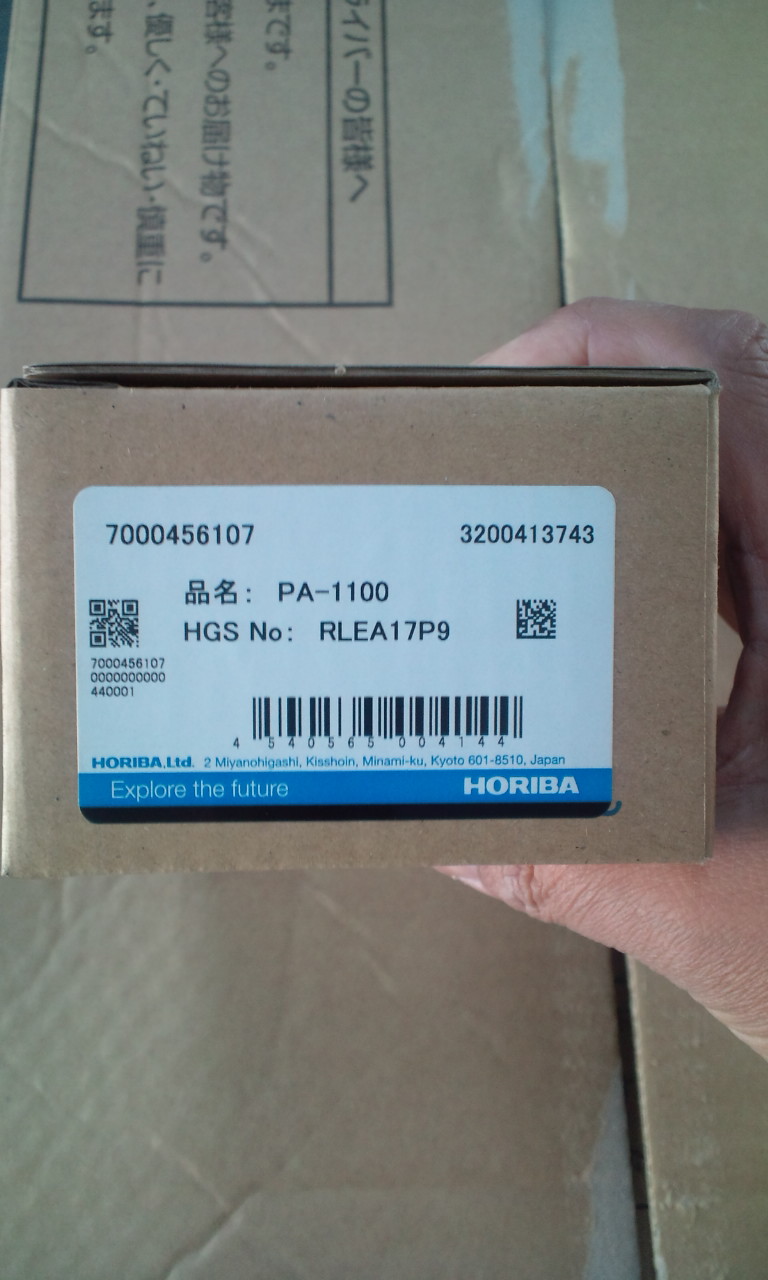 ライバーの皆様へ
まです。
客様へのお届け物です。
、優しく・ていねい・慎重に
ます。
7000456107
3200413743
品名： PA-1100
HGS No： RLEA17P9
7000456107
0000000000
440001
4 540565 004144
HORIBA,Ltd. 2 Miyanohigashi, Kisshoin, Minami-ku, Kyoto 601-8510, Japan
Explore the future
HORIBA